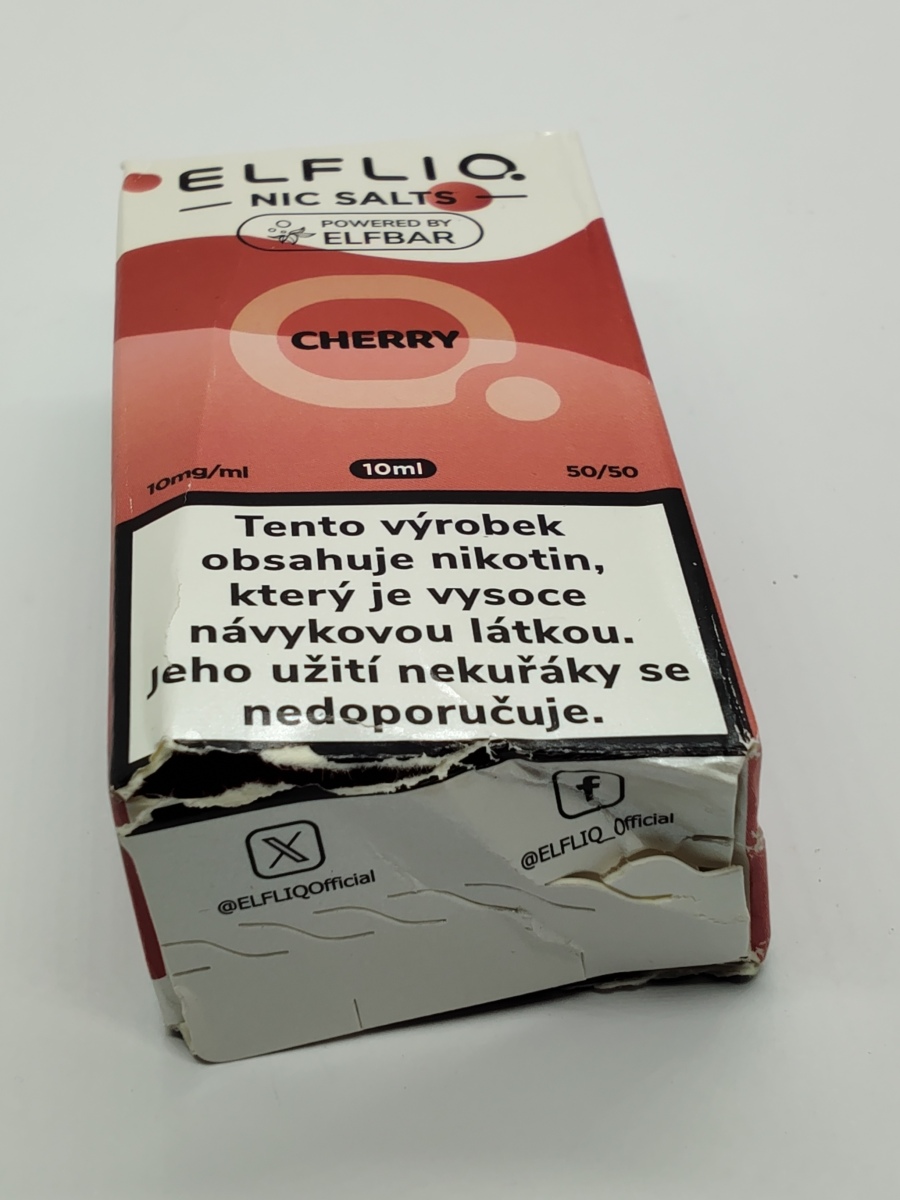 ELFLIQ
NIC SALTS
POWERED BY
ELFBAR
CHERRY
10mg/ml 10ml 50/50
Tento výrobek
obsahuje nikotin,
který je vysoce
návykovou látkou.
Jeho užití nekuřáky se
nedoporučuje.
X
f
@ELFLIQOfficial
@ELFLIQ_Official